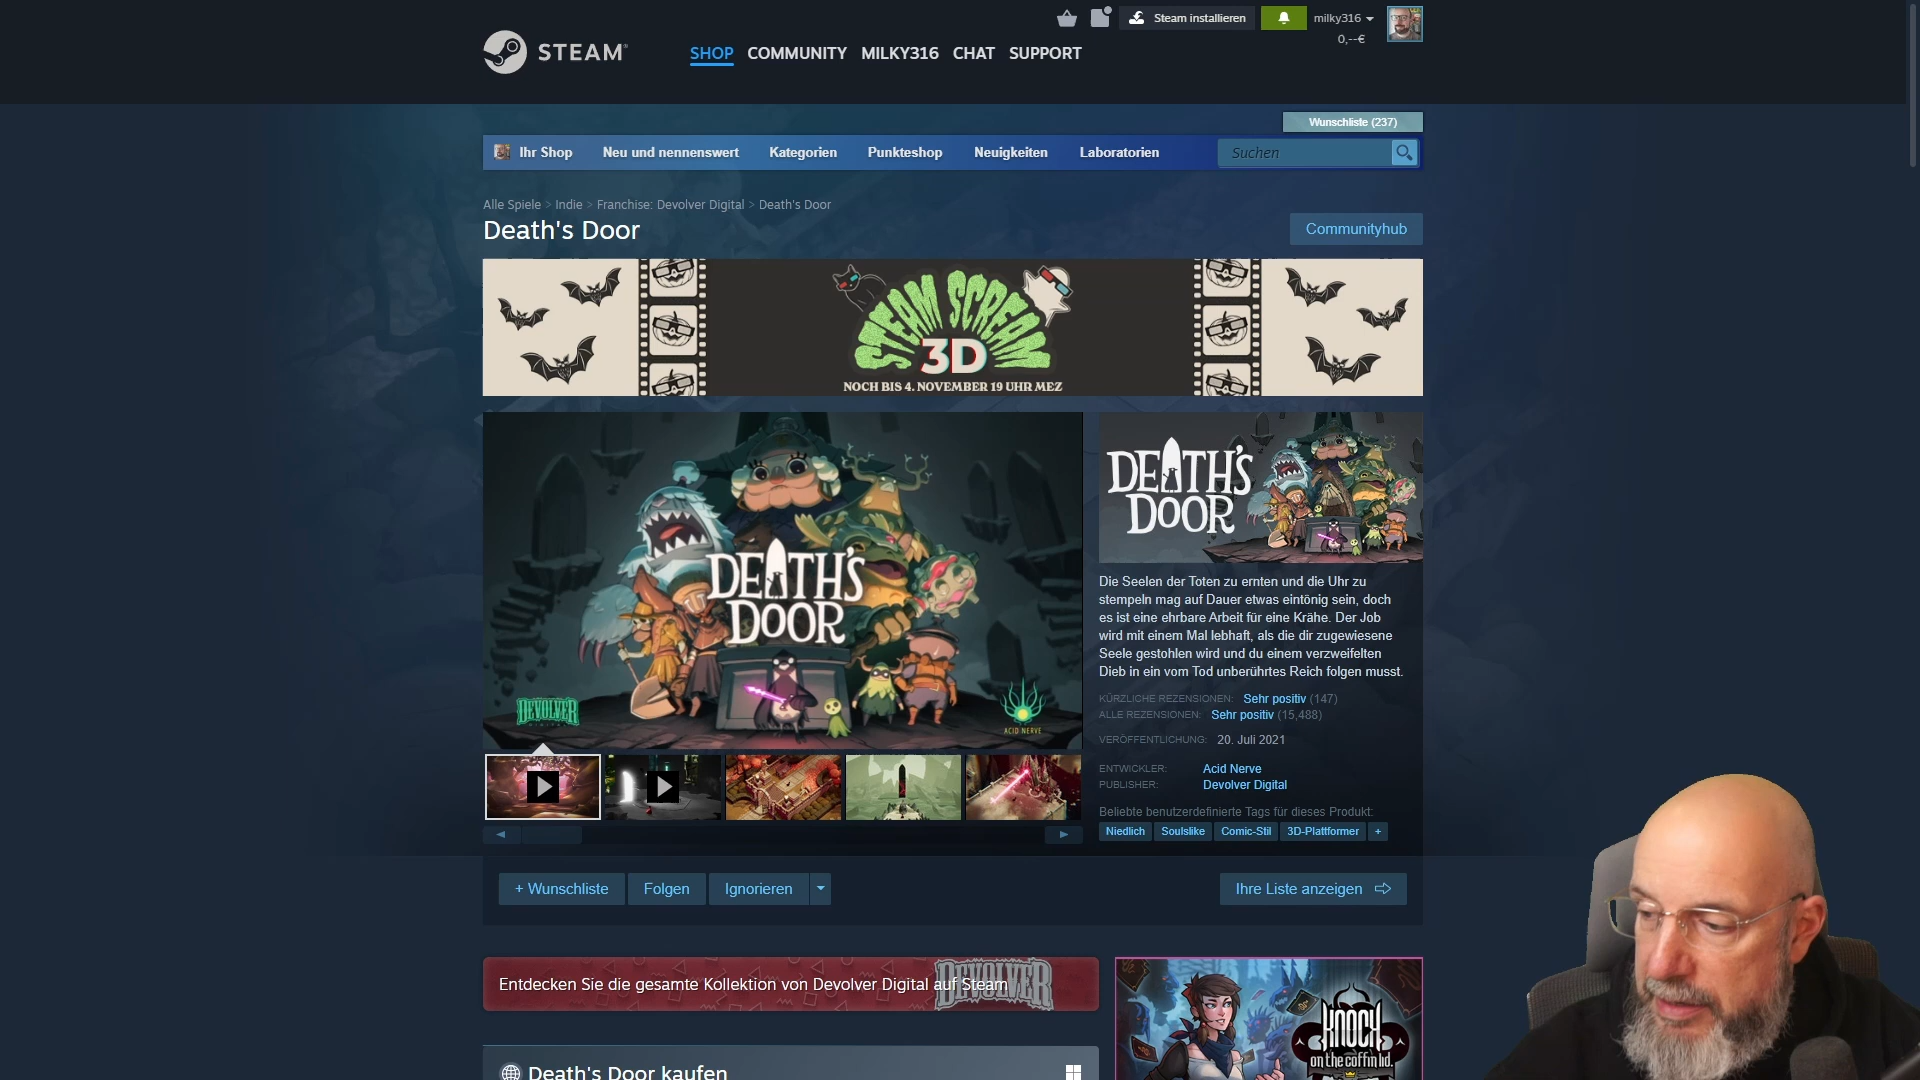 Steam installieren
milky316
0,--€
STEAM
SHOP COMMUNITY MILKY316 CHAT SUPPORT
Wunschliste (237)
Ihr Shop Neu und nennenswert Kategorien Punkteshop Neuigkeiten Laboratorien Suchen
Alle Spiele > Indie > Franchise: Devolver Digital > Death's Door
Death's Door
Communityhub
STEAM SCREAM
3D
NOCH BIS 4. NOVEMBER 19 UHR MEZ
DEATH'S
DOOR
DEVOLVER
DIGITAL
ACID NERVE
DEATH'S
DOOR
Die Seelen der Toten zu ernten und die Uhr zu
stempeln mag auf Dauer etwas eintönig sein, doch
es ist eine ehrbare Arbeit für eine Krähe. Der Job
wird mit einem Mal lebhaft, als die dir zugewiesene
Seele gestohlen wird und du einem verzweifelten
Dieb in ein vom Tod unberührtes Reich folgen musst.
KÜRZLICHE REZENSIONEN: Sehr positiv (147)
ALLE REZENSIONEN: Sehr positiv (15,488)
VERÖFFENTLICHUNG: 20. Juli 2021
ENTWICKLER: Acid Nerve
PUBLISHER: Devolver Digital
Beliebte benutzerdefinierte Tags für dieses Produkt:
Niedlich Soulslike Comic-Stil 3D-Plattformer +
+ Wunschliste Folgen Ignorieren Ihre Liste anzeigen
Entdecken Sie die gesamte Kollektion von Devolver Digital auf Steam
DEVOLVER
KNOCK
on the coffin lid.
Death's Door kaufen